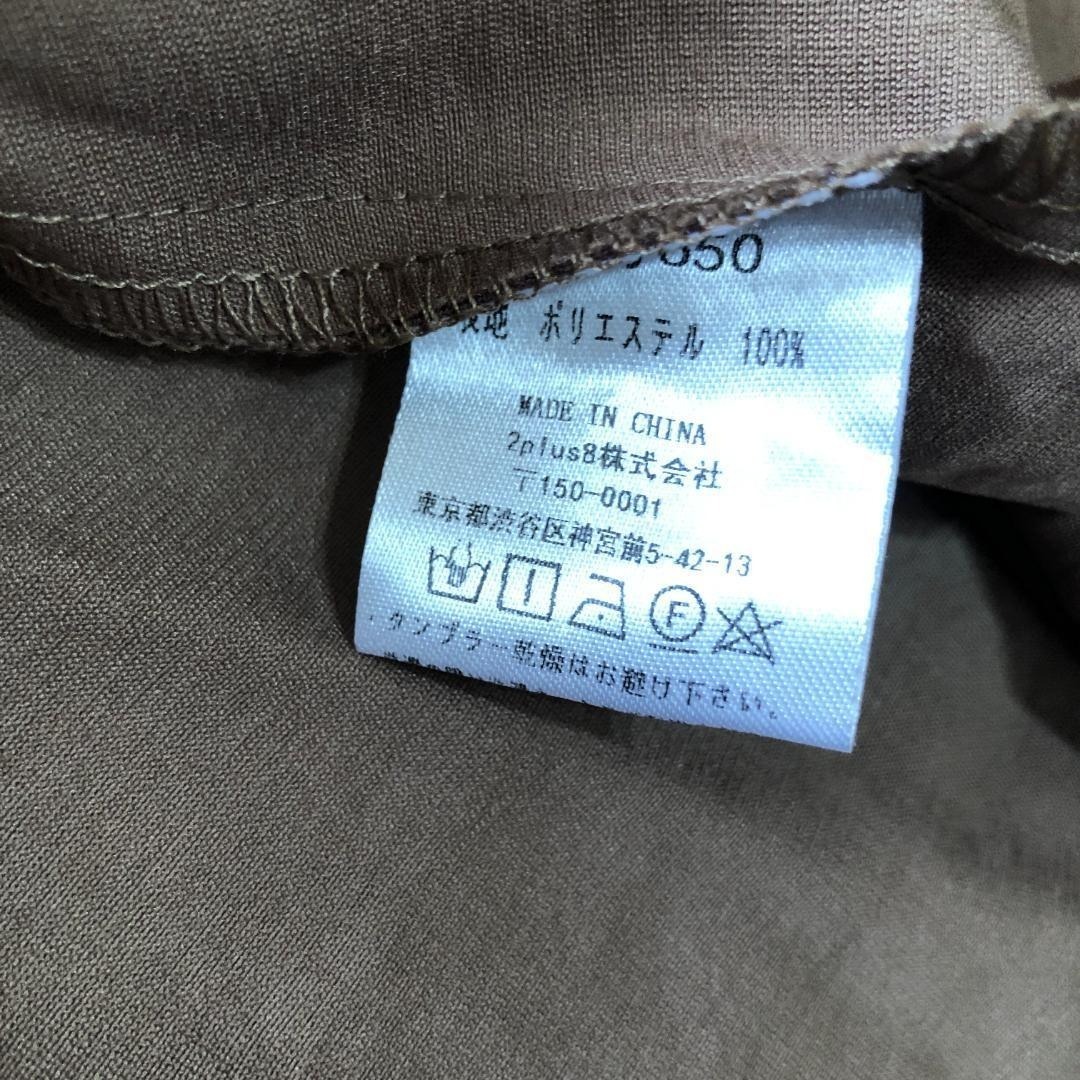 650
表地 ポリエステル 100%
MADE IN CHINA
2plus8株式会社
〒150-0001
東京都渋谷区神宮前5-42-13
F
・タンブラー乾燥はお避け下さい。